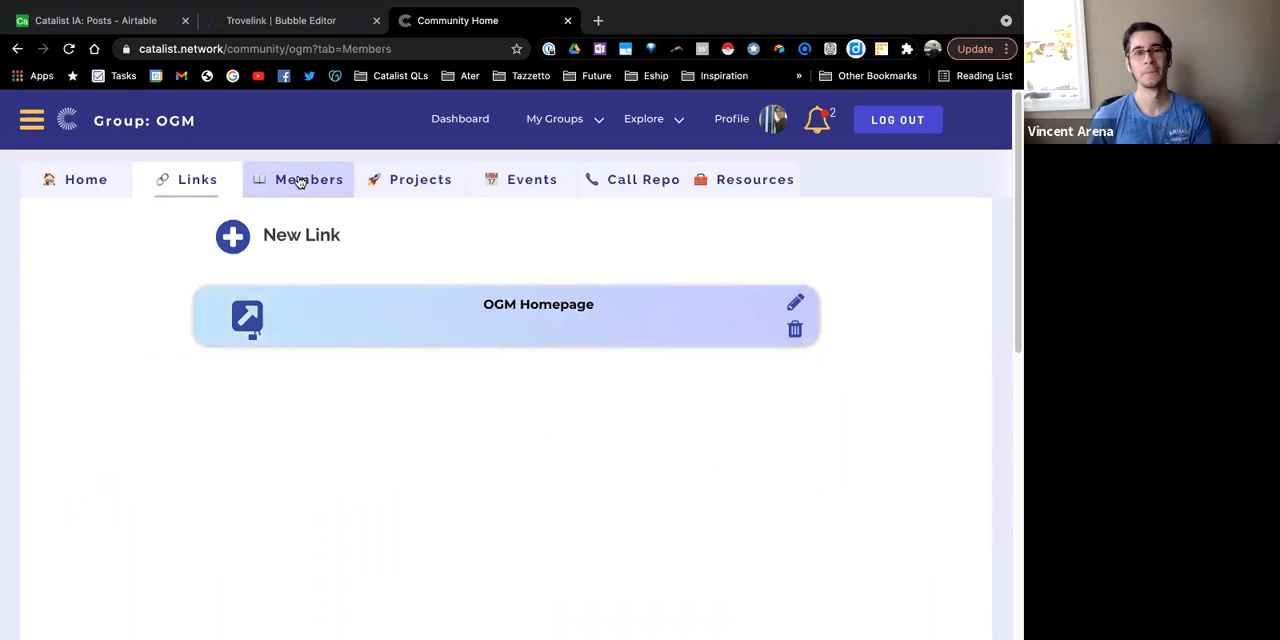 Catalist IA: Posts - Airtable
Trovelink | Bubble Editor
Community Home
catalist.network/community/ogm?tab=Members
Update
Apps
Tasks
Catalist QLs
Ater
Tazzetto
Future
Eship
Inspiration
»
Other Bookmarks
Reading List
Group: OGM
Dashboard
My Groups
Explore
Profile
2
LOG OUT
Home
Links
Members
Projects
Events
Call Repo
Resources
New Link
OGM Homepage
Vincent Arena